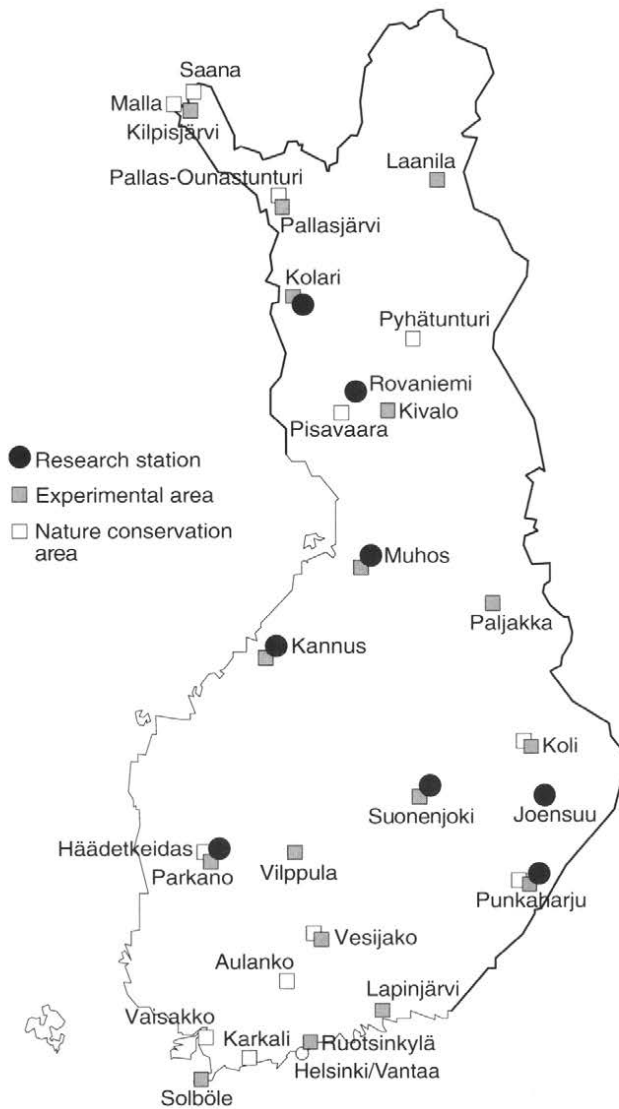 Saana
Malla
Kilpisjärvi
Laanila
Pallas-Ounastunturi
Pallasjärvi
Kolari
Pyhätunturi
Rovaniemi
Kivalo
Pisavaara
Research station
Experimental area
Nature conservation
area
Muhos
Paljakka
Kannus
Koli
Suonenjoki
Joensuu
Häädetkeidas
Parkano
Vilppula
Punkaharju
Vesijako
Aulanko
Lapinjärvi
Vaisakko
Karkali
Ruotsinkylä
Helsinki/Vantaa
Solböle